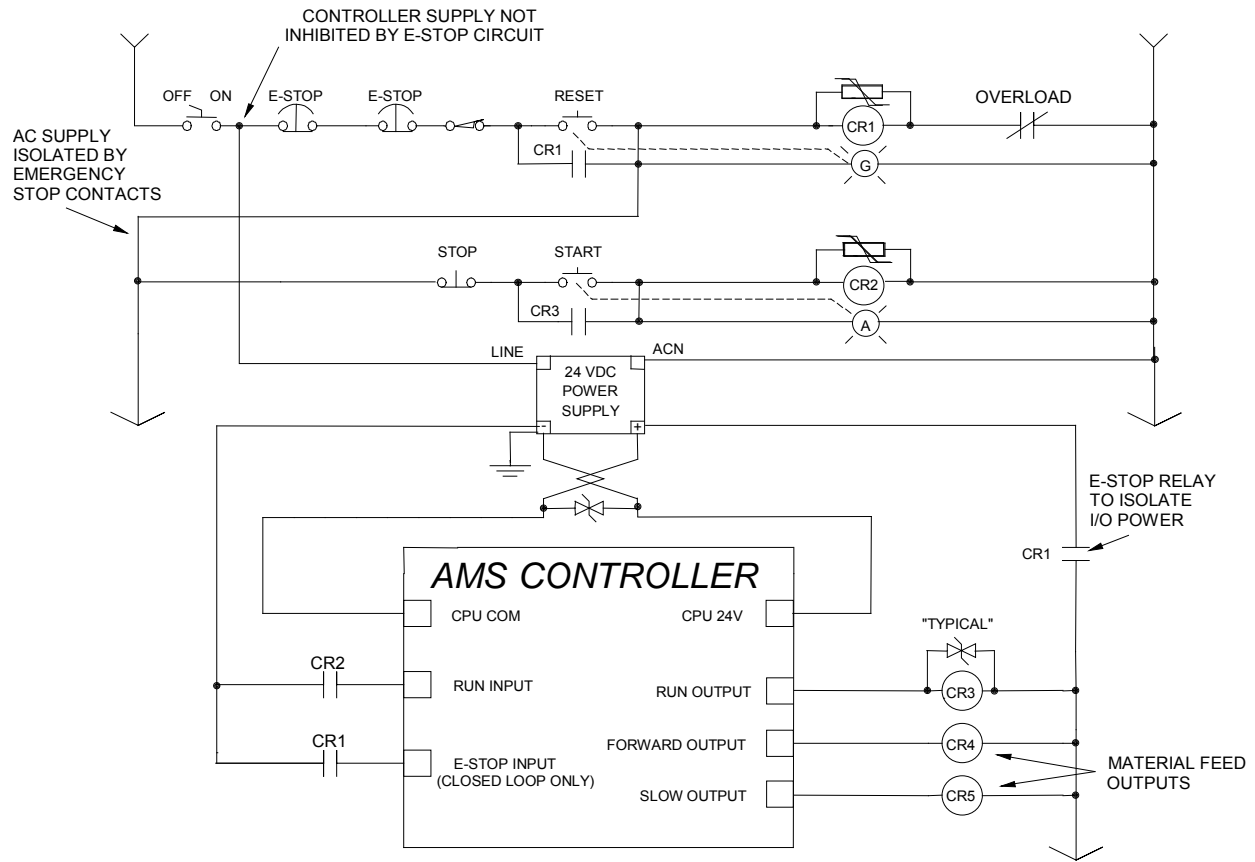 CONTROLLER SUPPLY NOT
INHIBITED BY E-STOP CIRCUIT
OFF ON
E-STOP
E-STOP
RESET
OVERLOAD
CR1
CR1
G
AC SUPPLY
ISOLATED BY
EMERGENCY
STOP CONTACTS
STOP
START
CR2
CR3
A
LINE
ACN
24 VDC
POWER
SUPPLY
-
+
E-STOP RELAY
TO ISOLATE
I/O POWER
CR1
AMS CONTROLLER
CPU COM
CPU 24V
"TYPICAL"
CR2
RUN INPUT
RUN OUTPUT
CR3
CR1
E-STOP INPUT
(CLOSED LOOP ONLY)
FORWARD OUTPUT
CR4
SLOW OUTPUT
CR5
MATERIAL FEED
OUTPUTS